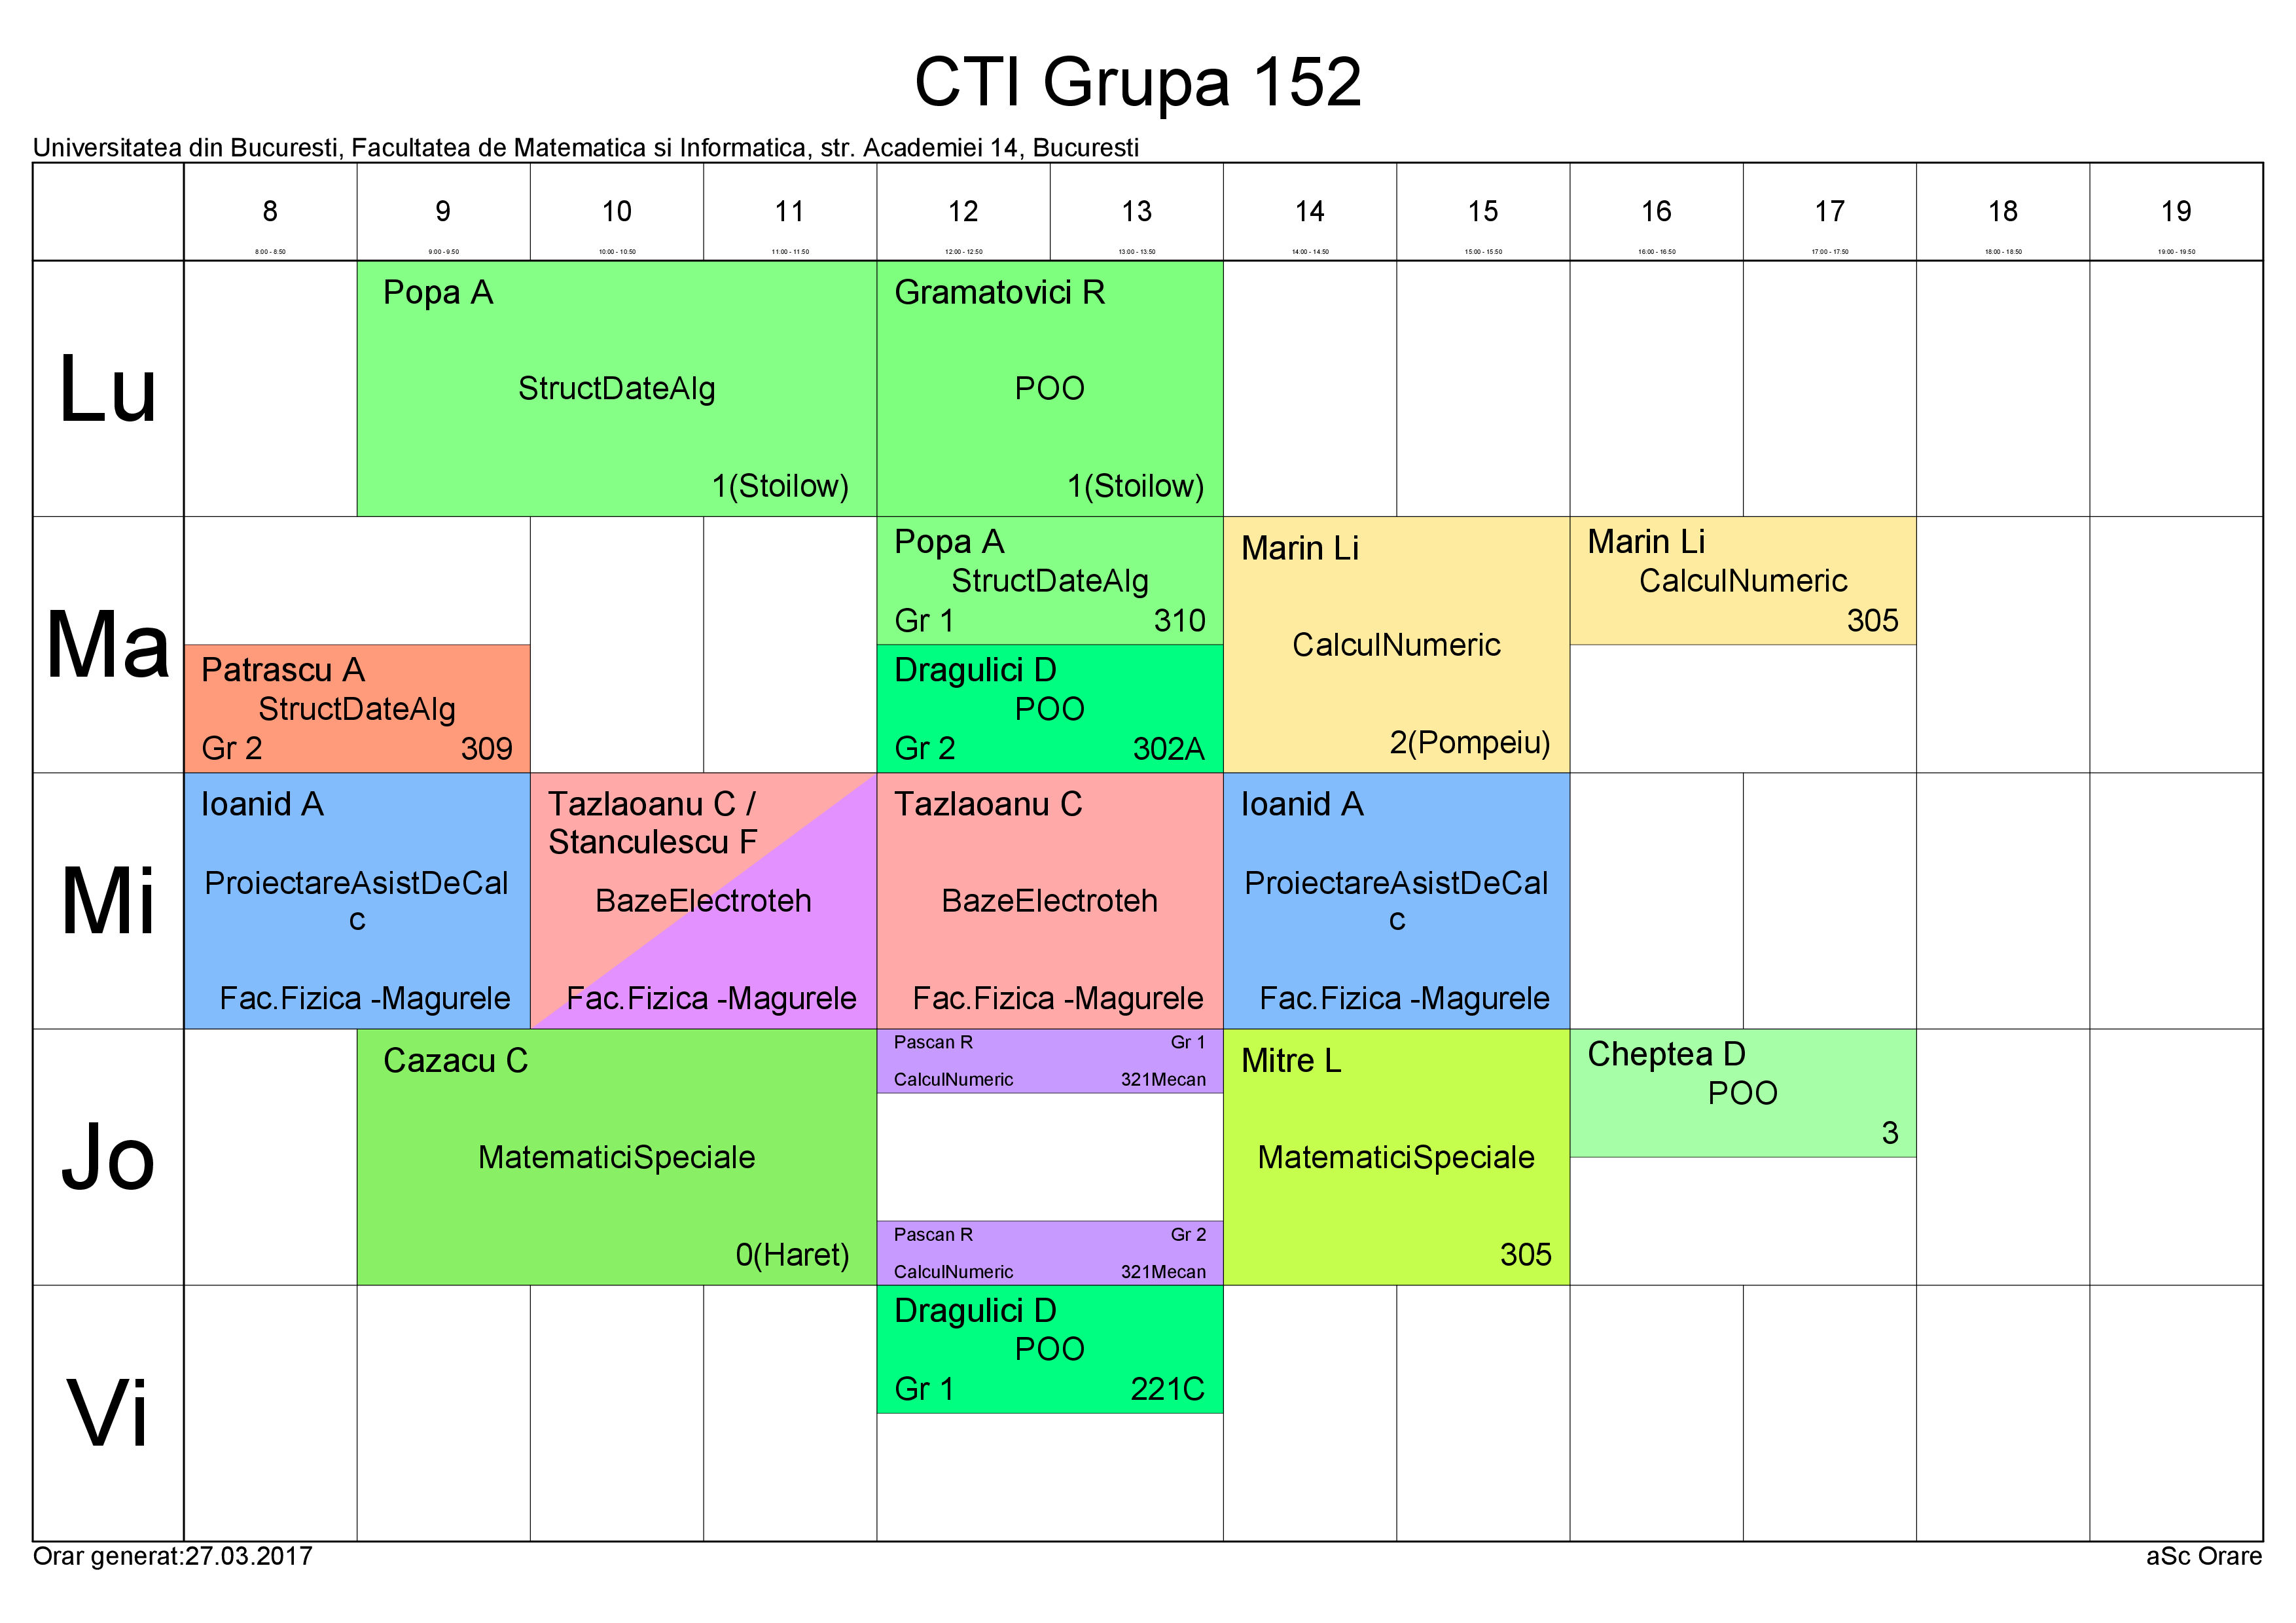 CTI Grupa 152
Universitatea din Bucuresti, Facultatea de Matematica si Informatica, str. Academiei 14, Bucuresti
8 9 10 11 12 13 14 15 16 17 18 19
8:00 - 8:50 9:00 - 9:50 10:00 - 10:50 11:00 - 11:50 12:00 - 12:50 13:00 - 13:50 14:00 - 14:50 15:00 - 15:50 16:00 - 16:50 17:00 - 17:50 18:00 - 18:50 19:00 - 19:50
Lu
Popa A
StructDateAlg
1(Stoilow)
Gramatovici R
POO
1(Stoilow)
Ma
Patrascu A
StructDateAlg
Gr 2 309
Popa A
StructDateAlg
Gr 1 310
Dragulici D
POO
Gr 2 302A
Marin Li
CalculNumeric
2(Pompeiu)
Marin Li
CalculNumeric
305
Mi
Ioanid A
ProiectareAsistDeCal
c
Fac.Fizica -Magurele
Tazlaoanu C /
Stanculescu F
BazeElectroteh
Fac.Fizica -Magurele
Tazlaoanu C
BazeElectroteh
Fac.Fizica -Magurele
Ioanid A
ProiectareAsistDeCal
c
Fac.Fizica -Magurele
Jo
Cazacu C
MatematiciSpeciale
0(Haret)
Pascan R Gr 1
CalculNumeric 321Mecan
Pascan R Gr 2
CalculNumeric 321Mecan
Mitre L
MatematiciSpeciale
305
Cheptea D
POO
3
Vi
Dragulici D
POO
Gr 1 221C
Orar generat:27.03.2017
aSc Orare